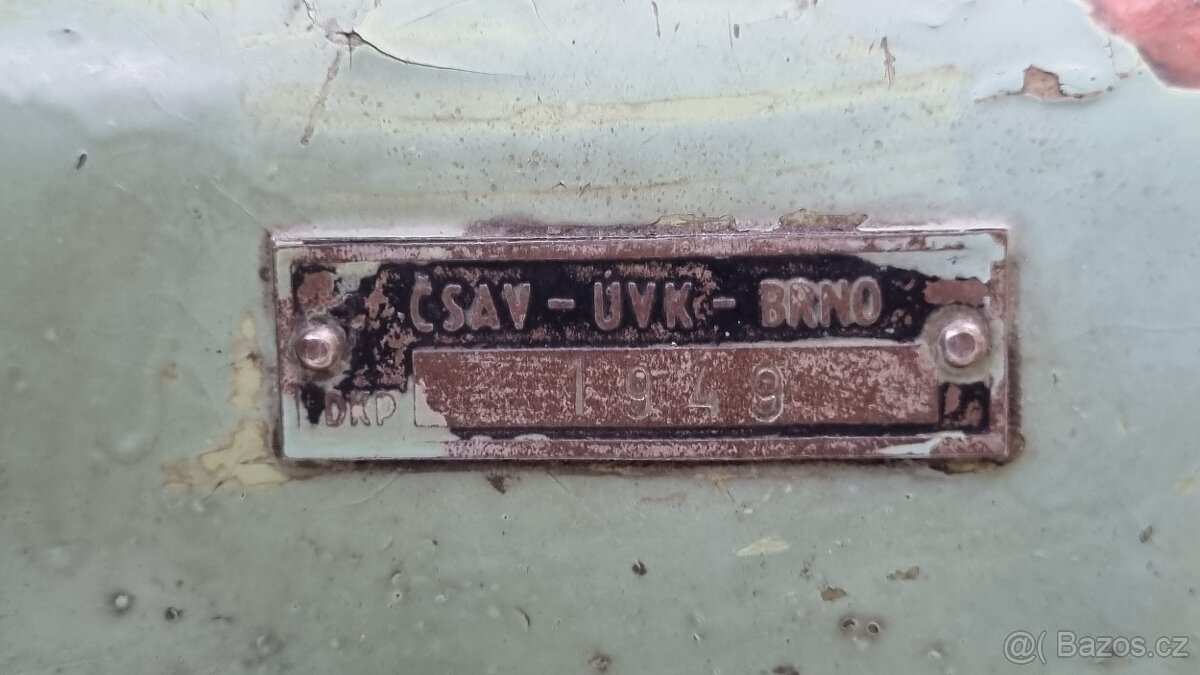 ČSAV - ÚVK - BRNO
DKP 1949
@( Bazos.cz